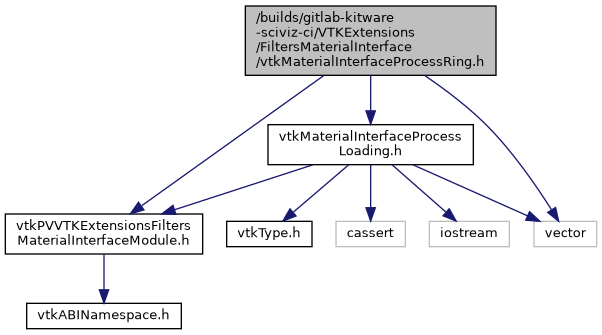 /builds/gitlab-kitware
-sciviz-ci/VTKExtensions
/FiltersMaterialInterface
/vtkMaterialInterfaceProcessRing.h
vtkMaterialInterfaceProcess
Loading.h
vtkPVVTKExtensionsFilters
MaterialInterfaceModule.h
vtkType.h
cassert
iostream
vector
vtkABINamespace.h